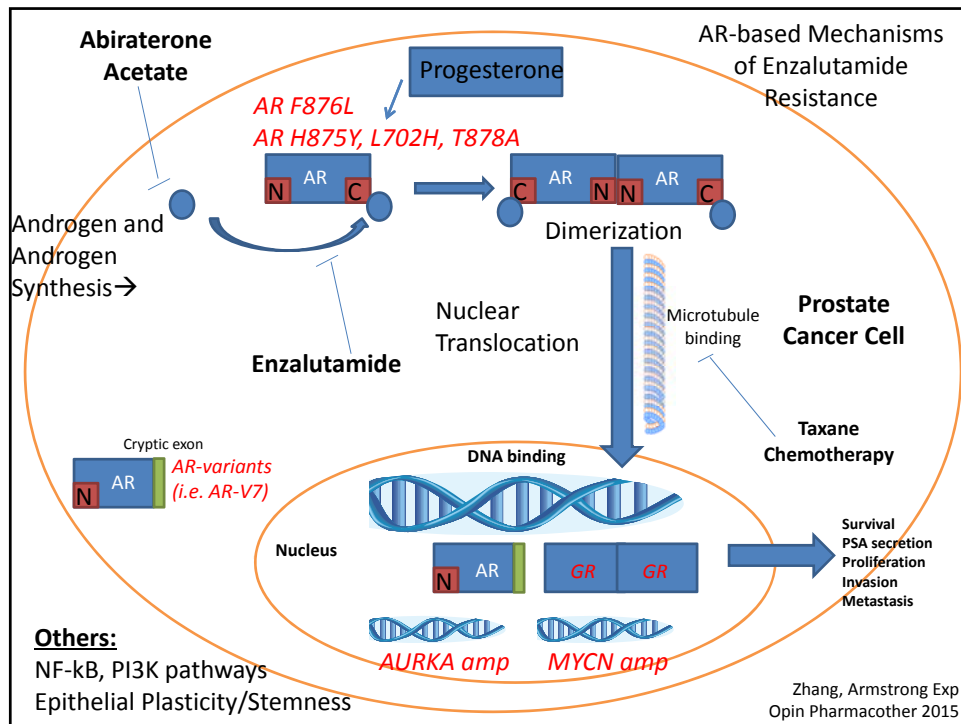 Abiraterone
Acetate
Progesterone
AR-based Mechanisms
of Enzalutamide
Resistance
AR F876L
AR H875Y, L702H, T878A
AR
N
C
C
AR
N
N
AR
C
Dimerization
Androgen and
Androgen
Synthesis→
Enzalutamide
Nuclear
Translocation
Microtubule
binding
Prostate
Cancer Cell
Taxane
Chemotherapy
Cryptic exon
AR
N
AR-variants
(i.e. AR-V7)
DNA binding
Nucleus
N
AR
GR
GR
Survival
PSA secretion
Proliferation
Invasion
Metastasis
AURKA amp
MYCN amp
Others:
NF-kB, PI3K pathways
Epithelial Plasticity/Stemness
Zhang, Armstrong Exp
Opin Pharmacother 2015